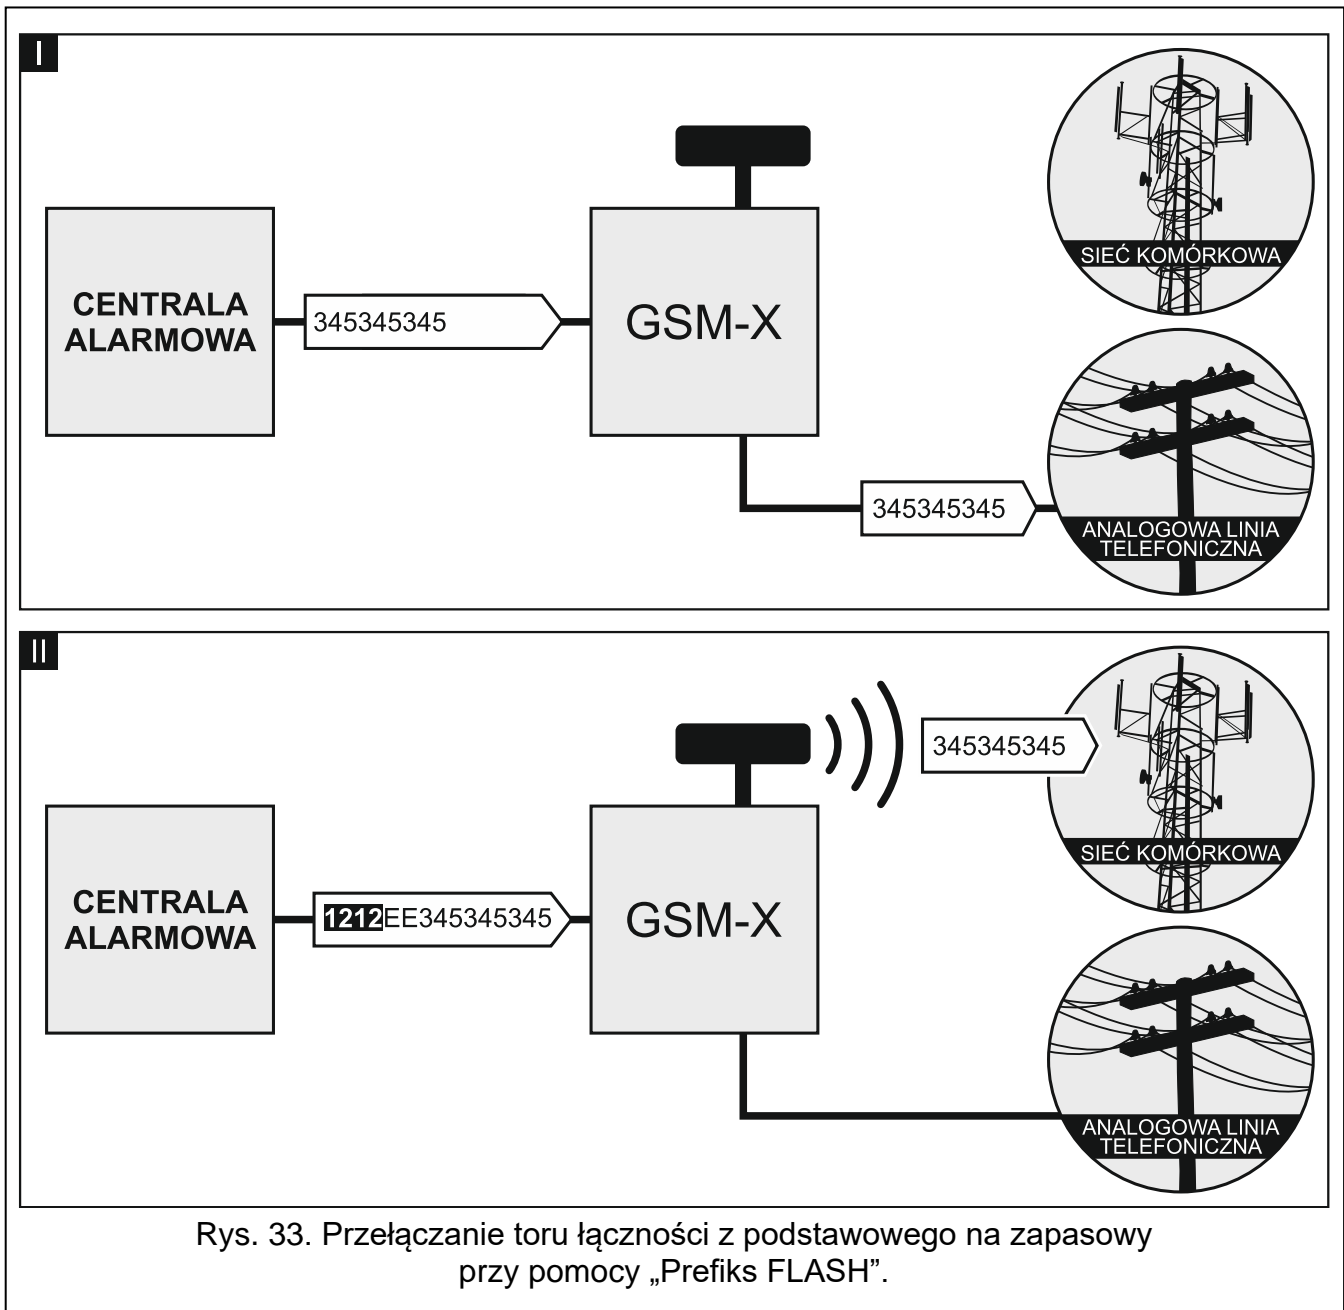 I
SIEĆ KOMÓRKOWA
CENTRALA
ALARMOWA
345345345
GSM-X
345345345
ANALOGOWA LINIA
TELEFONICZNA
II
345345345
SIEĆ KOMÓRKOWA
CENTRALA
ALARMOWA
1212EE345345345
GSM-X
ANALOGOWA LINIA
TELEFONICZNA
Rys. 33. Przełączanie toru łączności z podstawowego na zapasowy
przy pomocy „Prefiks FLASH”.